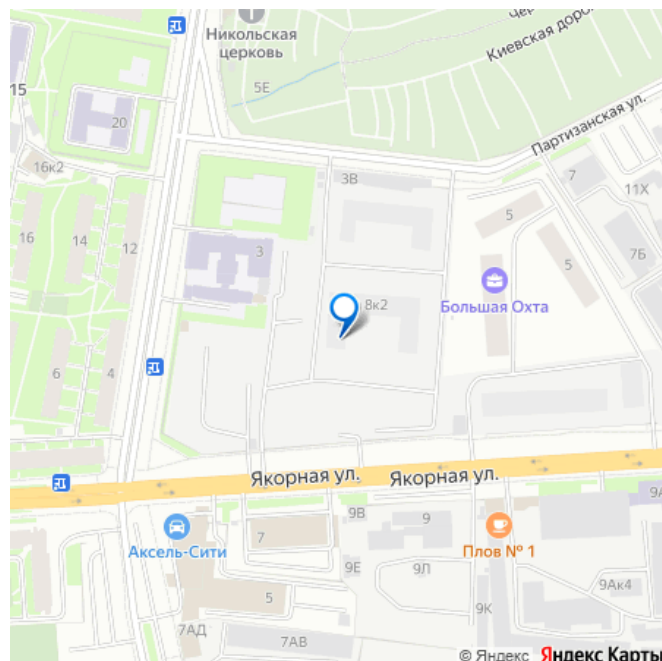 Никольская
церковь
5Е
Чер
Киевская доро
Партизанская ул.
15
20
16к2
16
14
12
3В
7
11Х
5
7Б
5
3
Большая Охта
8к2
6
4
Якорная ул.
Якорная ул.
9А
Аксель-Сити
7
9В
9
Плов № 1
9Е
9Л
9Ак4
5
9К
7АД
7АВ
© Яндекс Яндекс Карты